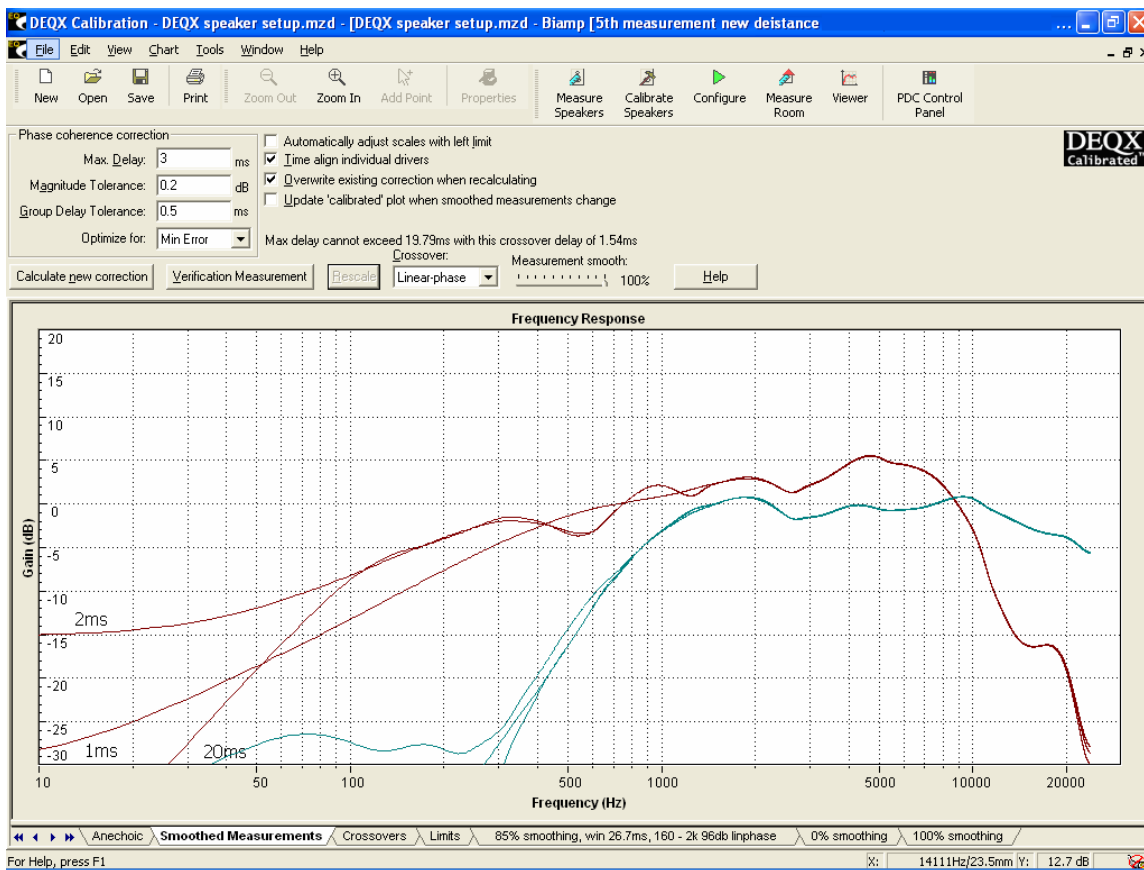 DEQX Calibration - DEQX speaker setup.mzd - [DEQX speaker setup.mzd - Biamp [5th measurement new deistance ...
File Edit View Chart Tools Window Help
New Open Save Print Zoom Out Zoom In Add Point Properties Measure Speakers Calibrate Speakers Configure Measure Room Viewer PDC Control Panel
Phase coherence correction
Max. Delay: 3 ms
Magnitude Tolerance: 0.2 dB
Group Delay Tolerance: 0.5 ms
Optimize for: Min Error
Automatically adjust scales with left limit
Time align individual drivers
Overwrite existing correction when recalculating
Update 'calibrated' plot when smoothed measurements change
Max delay cannot exceed 19.79ms with this crossover delay of 1.54ms
DEQX
Calibrated™
Calculate new correction Verification Measurement Rescale
Crossover:
Linear-phase
Measurement smooth:
100%
Help
Frequency Response
20
15
10
5
0
-5
-10
-15
-20
-25
-30
Gain (dB)
2ms
1ms
20ms
10 50 100 500 1000 5000 10000 20000
Frequency (Hz)
Anechoic Smoothed Measurements Crossovers Limits 85% smoothing, win 26.7ms, 160 - 2k 96db linphase 0% smoothing 100% smoothing
For Help, press F1
X: 14111Hz/23.5mm Y: 12.7 dB